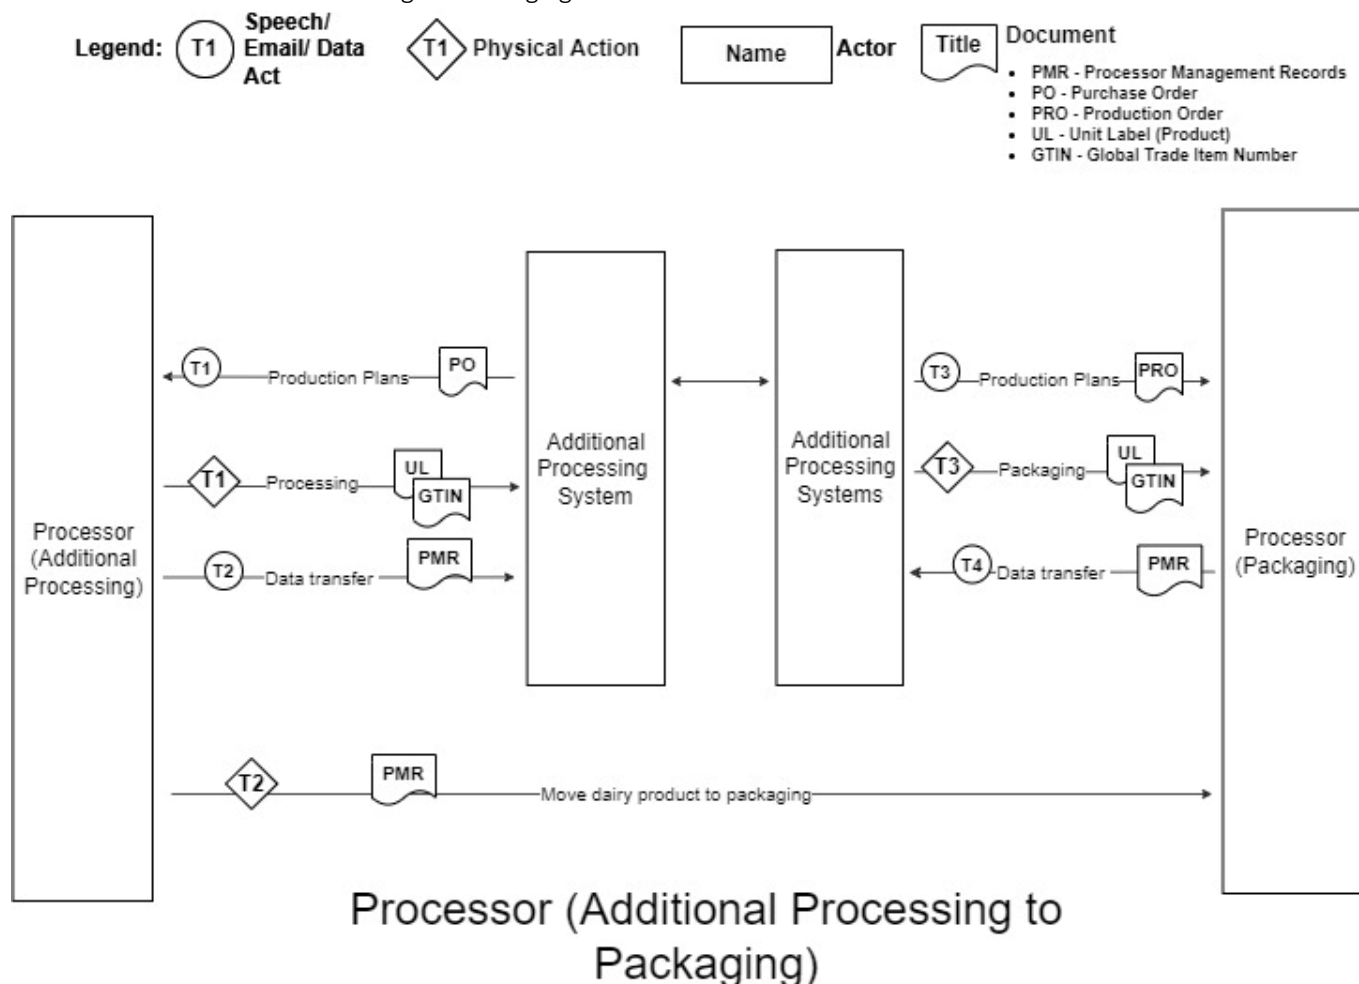 Legend:
T1
Speech/
Email/ Data
Act
T1
Physical Action
Name
Actor
Title
Document
• PMR - Processor Management Records
• PO - Purchase Order
• PRO - Production Order
• UL - Unit Label (Product)
• GTIN - Global Trade Item Number
T1
Production Plans
PO
T1
Processing
UL
GTIN
T2
Data transfer
PMR
Processor
(Additional
Processing)
Additional
Processing
System
Additional
Processing
Systems
T3
Production Plans
PRO
T3
Packaging
UL
GTIN
T4
Data transfer
PMR
Processor
(Packaging)
T2
PMR
Move dairy product to packaging
Processor (Additional Processing to
Packaging)